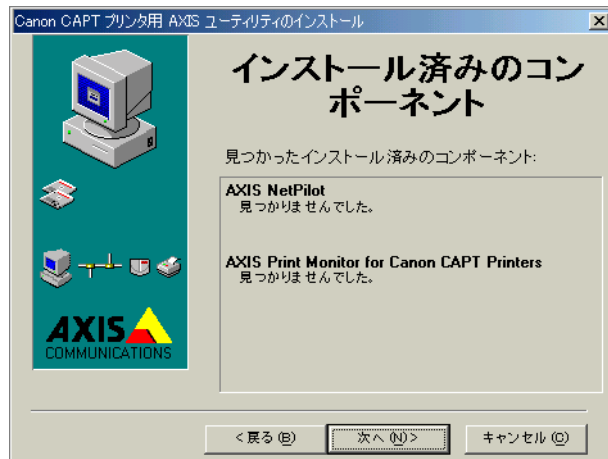 Canon CAPT プリンタ用 AXIS ユーティリティのインストール
インストール済みのコン
ポーネント
見つかったインストール済みのコンポーネント:
AXIS NetPilot
見つかりませんでした。
AXIS Print Monitor for Canon CAPT Printers
見つかりませんでした。
AXIS
COMMUNICATIONS
< 戻る (B)
次へ (N) >
キャンセル (C)